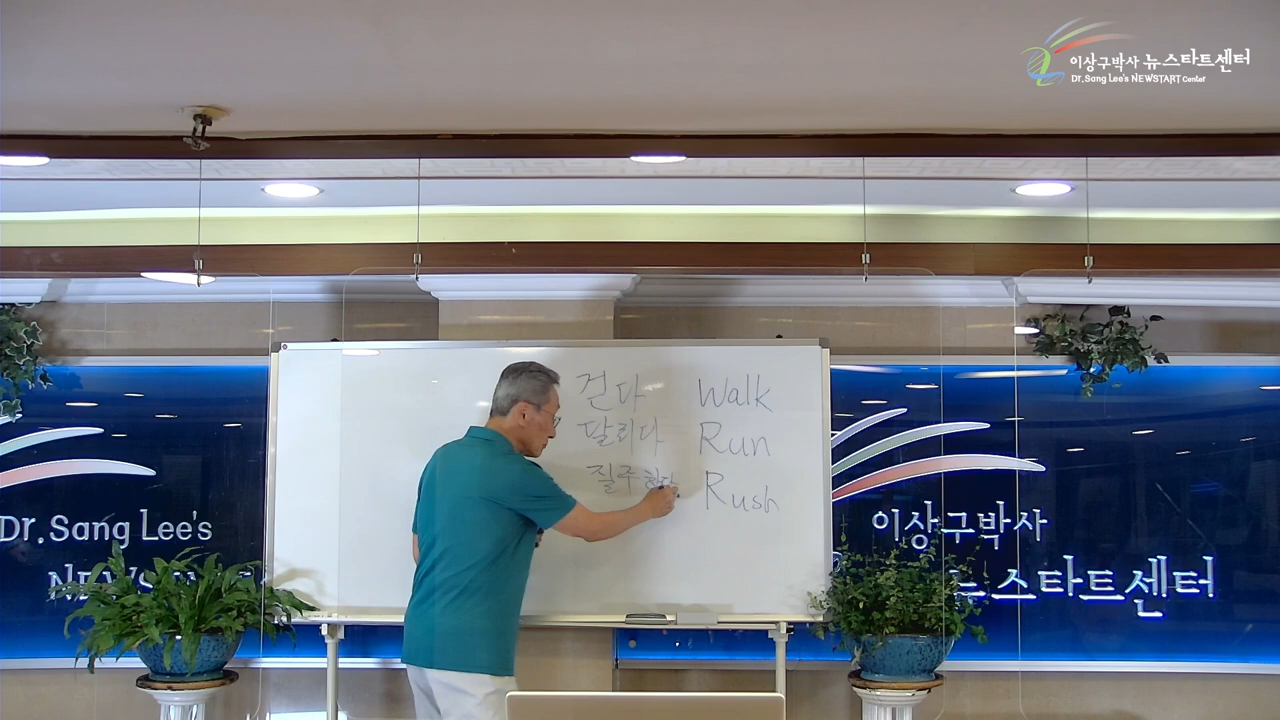 이상구박사 뉴스타트센터
Dr.Sang Lee's NEWSTART Center
걷다 Walk
달리다 Run
질주하다 Rush
Dr.Sang Lee's
이상구박사
뉴스타트센터